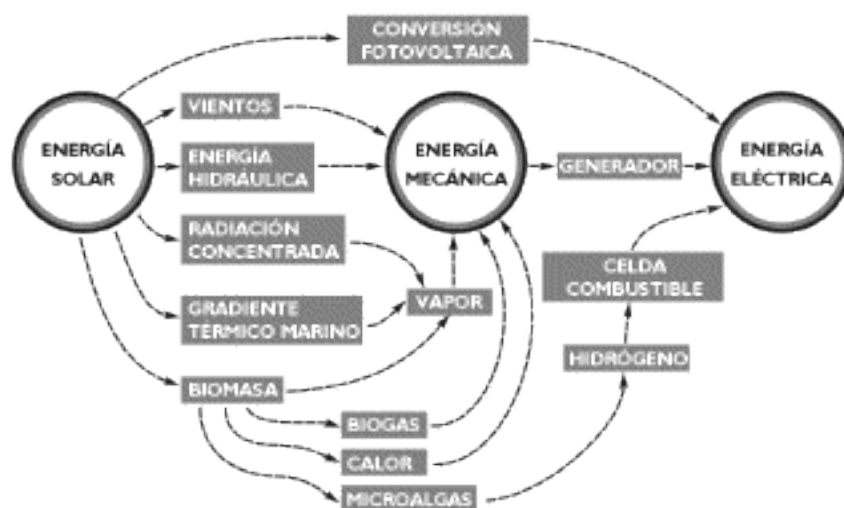 CONVERSIÓN
FOTOVOLTAICA
VIENTOS
ENERGÍA
SOLAR
ENERGÍA
HIDRÁULICA
ENERGÍA
MECÁNICA
GENERADOR
ENERGÍA
ELÉCTRICA
RADIACIÓN
CONCENTRADA
CELDA
COMBUSTIBLE
GRADIENTE
TÉRMICO MARINO
VAPOR
HIDRÓGENO
BIOMASA
BIOGAS
CALOR
MICROALGAS